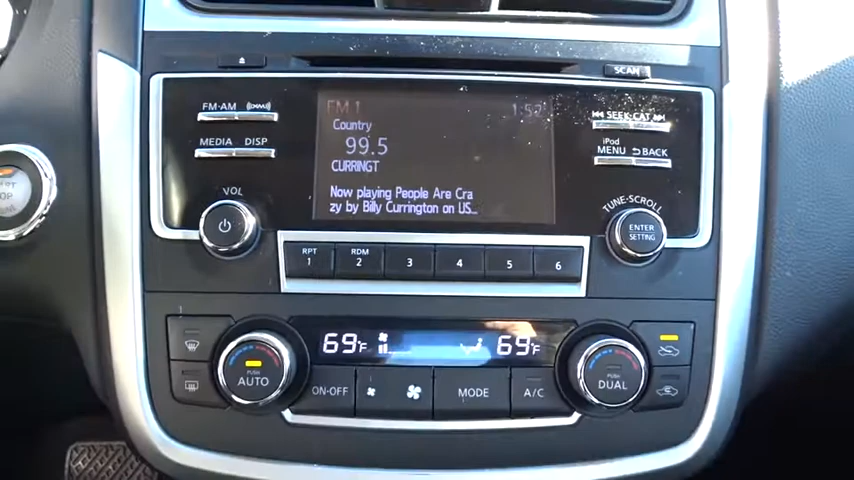 SCAN
FM·AM
MEDIA DISP
VOL
FM 1
1:52
Country
99.5
CURRINGT
Now playing People Are Cra
zy by Billy Currington on US
SEEK·CAT
iPod
MENU BACK
TUNE·SCROLL
ENTER
SETTING
RPT
1
RDM
2
3
4
5
6
69°F
69°F
PUSH
AUTO
ON·OFF
MODE
A/C
PUSH
DUAL